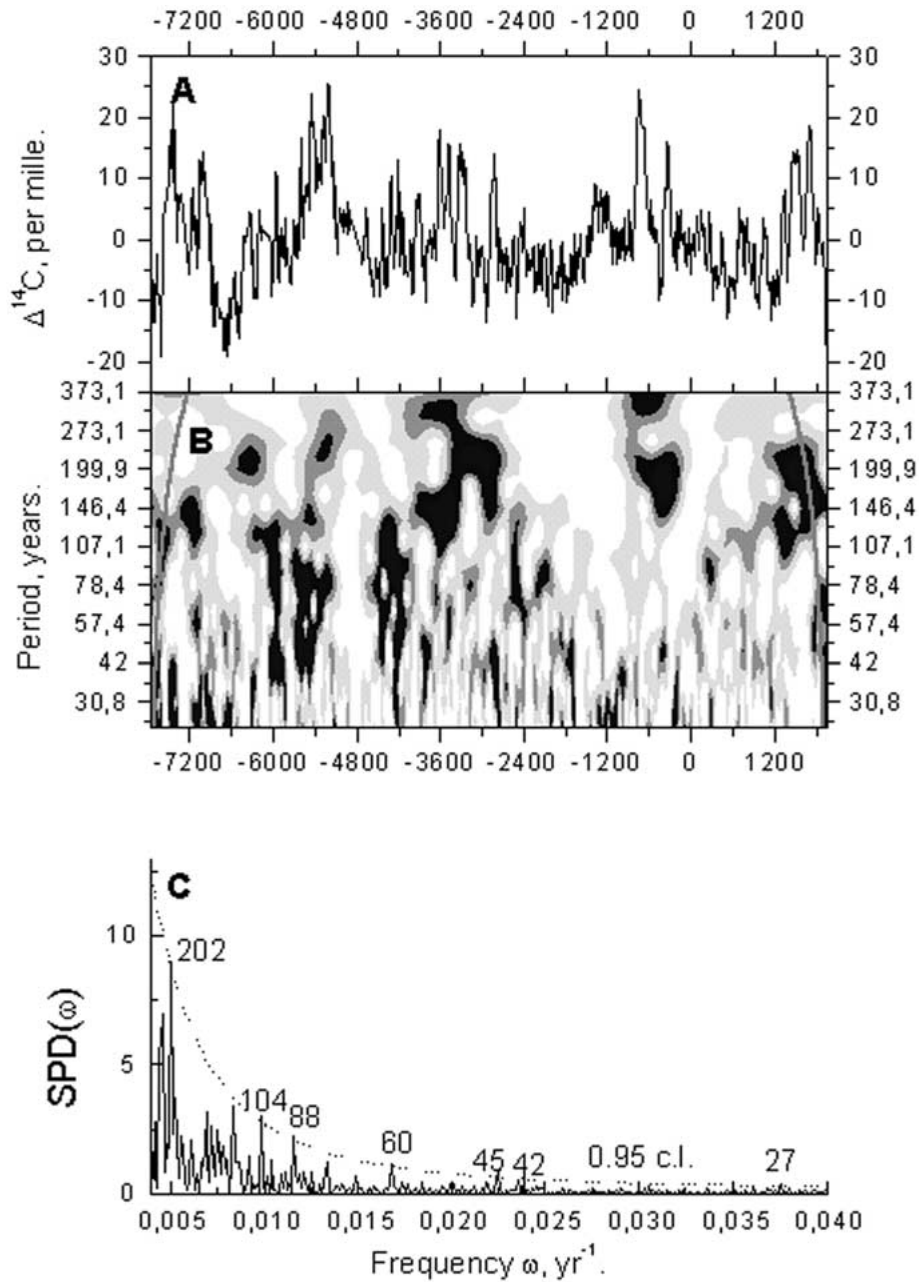 -7200 -6000 -4800 -3600 -2400 -1200 0 1200
30 30
A
20 20
10 10
0 0
-10 -10
-20 -20
Δ¹⁴C, per mille.
373,1 373,1
B
273,1 273,1
199,9 199,9
146,4 146,4
107,1 107,1
78,4 78,4
57,4 57,4
42 42
30,8 30,8
Period, years.
-7200 -6000 -4800 -3600 -2400 -1200 0 1200
C
10
202
SPD(ω)
5
104
88
60
45 42 0.95 c.l. 27
0
0,005 0,010 0,015 0,020 0,025 0,030 0,035 0,040
Frequency ω, yr⁻¹.